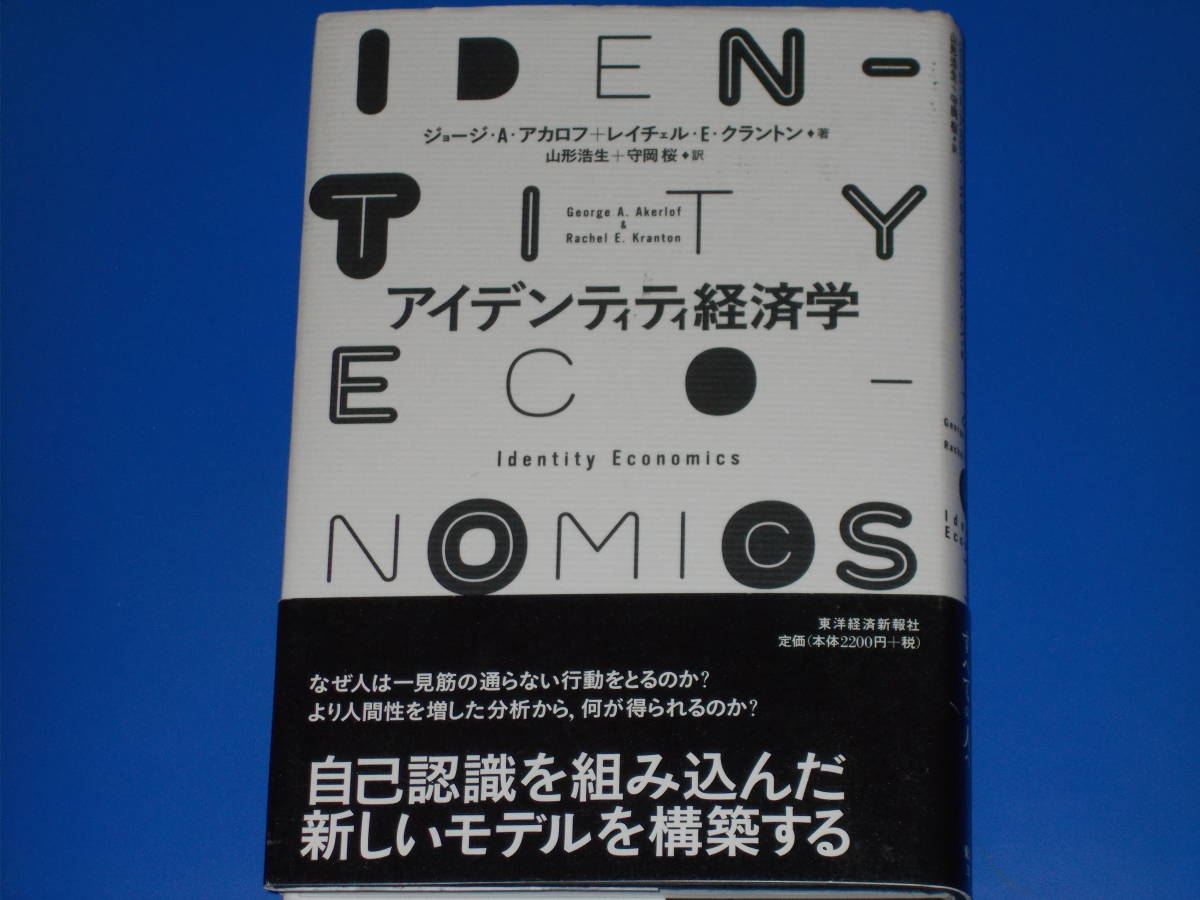 IDEN-
ジョージ・A・アカロフ+レイチェル・E・クラントン◆著
山形浩生+守岡 桜◆訳
TITY
George A. Akerlof
&
Rachel E. Kranton
アイデンティティ経済学
ECO-
Identity Economics
NOMICS
東洋経済新報社
定価(本体2200円+税)
なぜ人は一見筋の通らない行動をとるのか?
より人間性を増した分析から,何が得られるのか?
自己認識を組み込んだ
新しいモデルを構築する